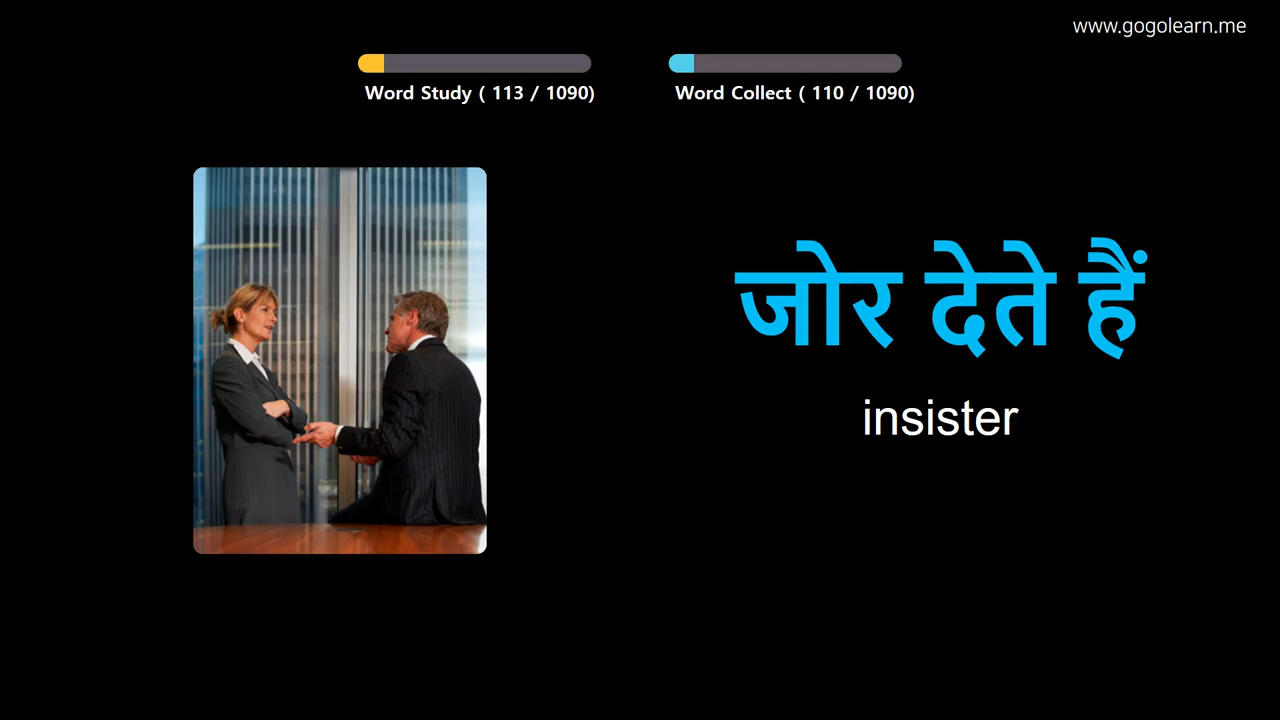 www.gogolearn.me
Word Study ( 113 / 1090)
Word Collect ( 110 / 1090)
जोर देते हैं
insister